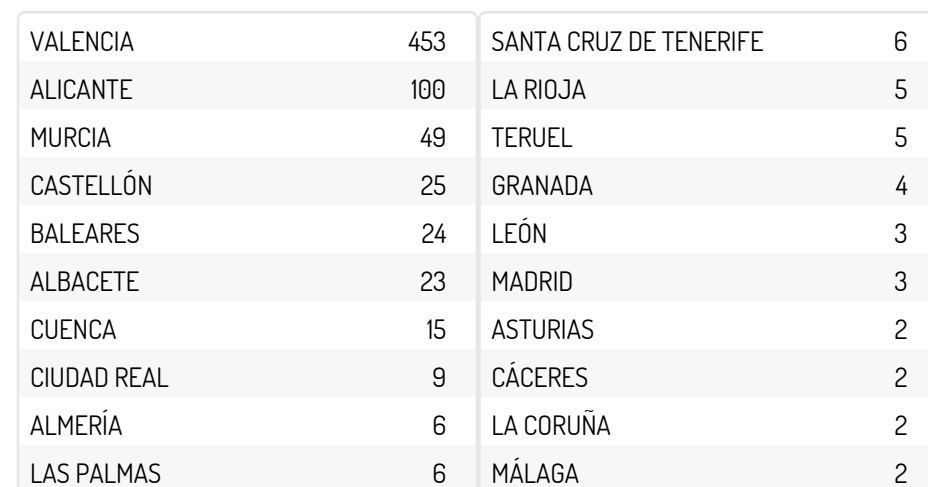 VALENCIA 453 SANTA CRUZ DE TENERIFE 6
ALICANTE 100 LA RIOJA 5
MURCIA 49 TERUEL 5
CASTELLÓN 25 GRANADA 4
BALEARES 24 LEÓN 3
ALBACETE 23 MADRID 3
CUENCA 15 ASTURIAS 2
CIUDAD REAL 9 CÁCERES 2
ALMERÍA 6 LA CORUÑA 2
LAS PALMAS 6 MÁLAGA 2